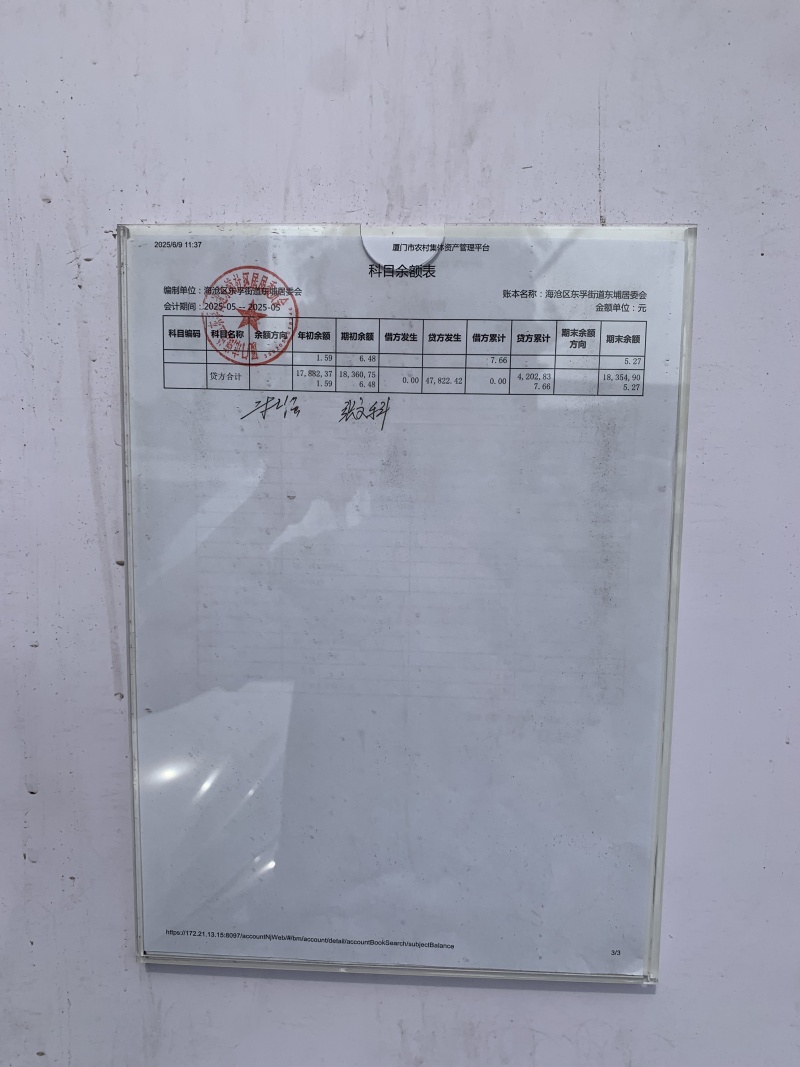 2025/6/9 11:37
厦门市农村集体资产管理平台
科目余额表
编制单位：海沧区东孚街道东埔居委会
账本名称：海沧区东孚街道东埔居委会
会计期间：2025-05 -- 2025-05
金额单位：元
科目编码 科目名称 余额方向 年初余额 期初余额 借方发生 贷方发生 借方累计 贷方累计 期末余额方向 期末余额
1.59 6.48 7.66 5.27
贷方合计 17,882,371.59 18,360,756.48 0.00 47,822.42 0.00 4,202,837.66 18,354,905.27
https://172.21.13.15:8097/accountNjWeb/#/bm/account/detail/accountBookSearch/subjectBalance
3/3